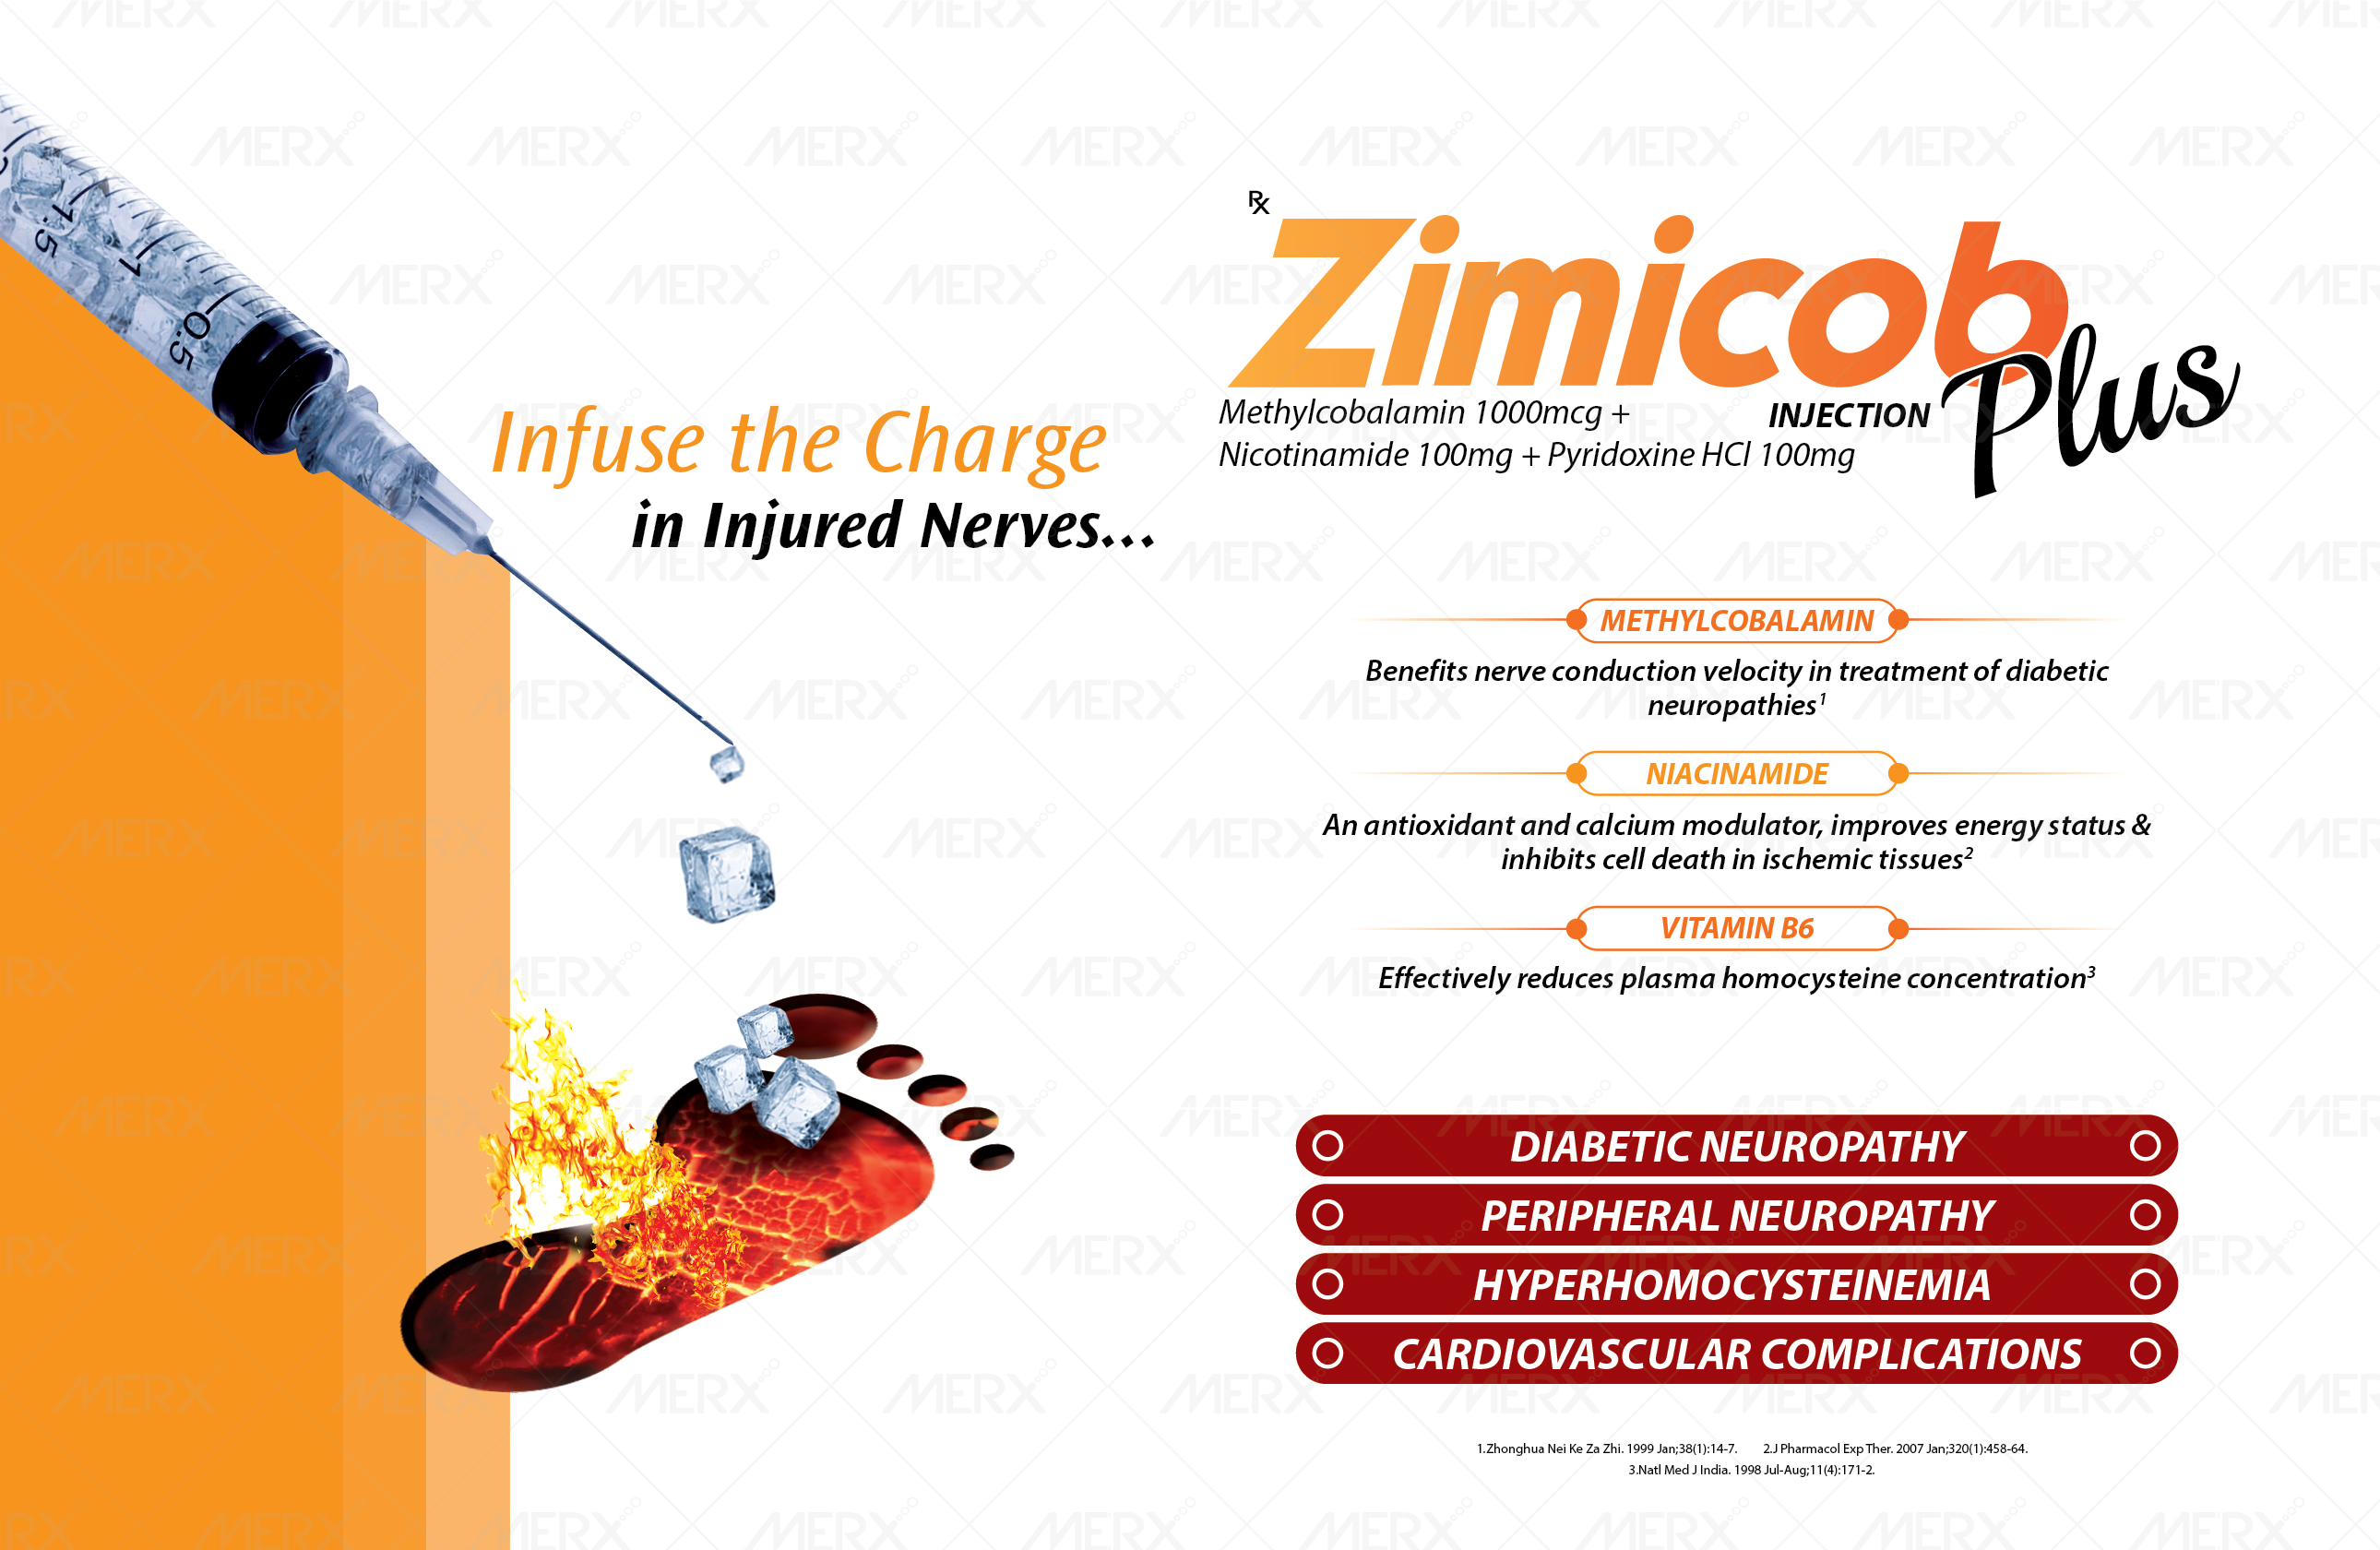 Infuse the Charge
in Injured Nerves...
Rx
Zimicob Plus
Methylcobalamin 1000mcg +
INJECTION
Nicotinamide 100mg + Pyridoxine HCl 100mg
METHYLCOBALAMIN
Benefits nerve conduction velocity in treatment of diabetic
neuropathies1
NIACINAMIDE
An antioxidant and calcium modulator, improves energy status &
inhibits cell death in ischemic tissues2
VITAMIN B6
Effectively reduces plasma homocysteine concentration3
DIABETIC NEUROPATHY
PERIPHERAL NEUROPATHY
HYPERHOMOCYSTEINEMIA
CARDIOVASCULAR COMPLICATIONS
1.Zhonghua Nei Ke Za Zhi. 1999 Jan;38(1):14-7. 2.J Pharmacol Exp Ther. 2007 Jan;320(1):458-64.
3.Natl Med J India. 1998 Jul-Aug;11(4):171-2.
1.5
1
0.5
MERX